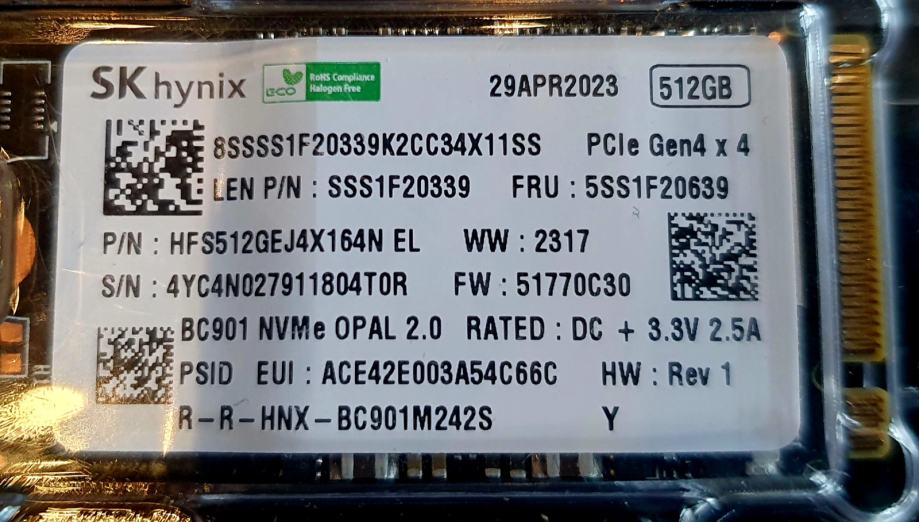 SK hynix ECO RoHS Compliance 29APR2023 512GB
Halogen Free
8SSSS1F20339K2CC34X11SS PCIe Gen4 x 4
LEN P/N : SSS1F20339 FRU : 5SS1F20639
P/N : HFS512GEJ4X164N EL WW : 2317
S/N : 4YC4N027911804T0R FW : 51770C30
BC901 NVMe OPAL 2.0 RATED : DC + 3.3V 2.5A
PSID EUI : ACE42E003A54C66C HW : Rev 1
R-R-HNX-BC901M242S Y